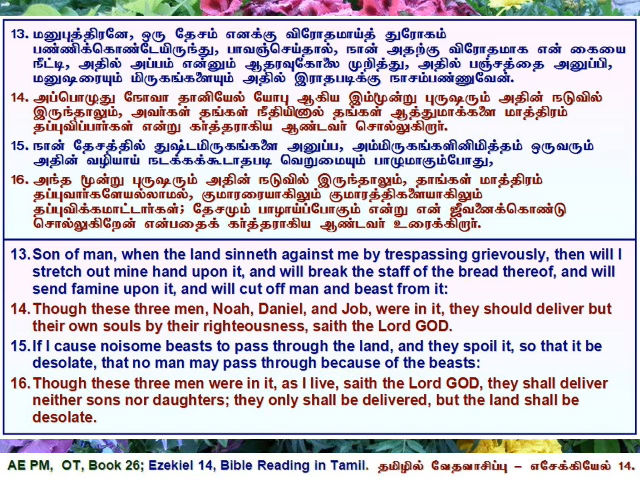 13. மனுபுத்திரனே, ஒரு தேசம் எனக்கு விரோதமாய்த் துரோகம்
பண்ணிக்கொண்டேயிருந்து, பாவஞ்செய்தால், நான் அதற்கு விரோதமாக என் கையை
நீட்டி, அதில் அப்பம் என்னும் ஆதரவுகோலை முறித்து, அதில் பஞ்சத்தை அனுப்பி,
மனுஷரையும் மிருகங்களையும் அதில் இராதபடிக்கு நாசம்பண்ணுவேன்.
14. அப்பொழுது நோவா தானியேல் யோபு ஆகிய இம்மூன்று புருஷரும் அதின் நடுவில்
இருந்தாலும், அவர்கள் தங்கள் நீதியினால் தங்கள் ஆத்துமாக்களை மாத்திரம்
தப்புவிப்பார்கள் என்று கர்த்தராகிய ஆண்டவர் சொல்லுகிறார்.
15. நான் தேசத்தில் துஷ்டமிருகங்களை அனுப்ப, அம்மிருகங்களினிமித்தம் ஒருவரும்
அதின் வழியாய் நடக்கக்கூடாதபடி வெறுமையும் பாழுமாகும்போது,
16. அந்த மூன்று புருஷரும் அதின் நடுவில் இருந்தாலும், தாங்கள் மாத்திரம்
தப்புவார்களேயல்லாமல், குமாரரையாகிலும் குமாரத்திகளையாகிலும்
தப்புவிக்கமாட்டார்கள்; தேசமும் பாழாய்ப்போகும் என்று என் ஜீவனைக்கொண்டு
சொல்லுகிறேன் என்பதைக் கர்த்தராகிய ஆண்டவர் உரைக்கிறார்.
13. Son of man, when the land sinneth against me by trespassing grievously, then will I
stretch out mine hand upon it, and will break the staff of the bread thereof, and will
send famine upon it, and will cut off man and beast from it:
14. Though these three men, Noah, Daniel, and Job, were in it, they should deliver but
their own souls by their righteousness, saith the Lord GOD.
15. If I cause noisome beasts to pass through the land, and they spoil it, so that it be
desolate, that no man may pass through because of the beasts:
16. Though these three men were in it, as I live, saith the Lord GOD, they shall deliver
neither sons nor daughters; they only shall be delivered, but the land shall be
desolate.
AE PM, OT, Book 26; Ezekiel 14, Bible Reading in Tamil. தமிழில் வேதவாசிப்பு – எசேக்கியேல் 14.